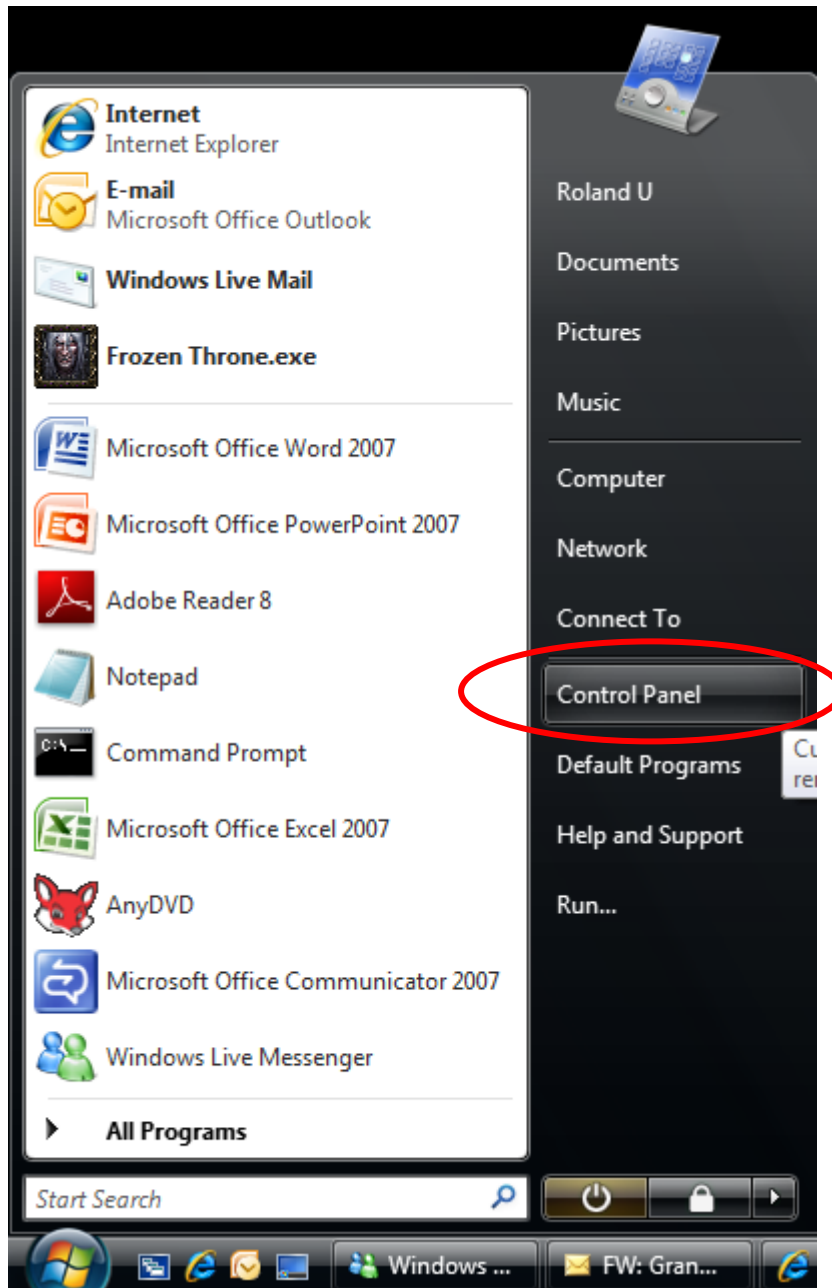 Internet
Internet Explorer
E-mail
Microsoft Office Outlook
Windows Live Mail
Frozen Throne.exe
Microsoft Office Word 2007
Microsoft Office PowerPoint 2007
Adobe Reader 8
Notepad
C:\
Command Prompt
Microsoft Office Excel 2007
AnyDVD
Microsoft Office Communicator 2007
Windows Live Messenger
All Programs
Start Search
Roland U
Documents
Pictures
Music
Computer
Network
Connect To
Control Panel
Default Programs
Help and Support
Run...
Windows ...
FW: Gran...